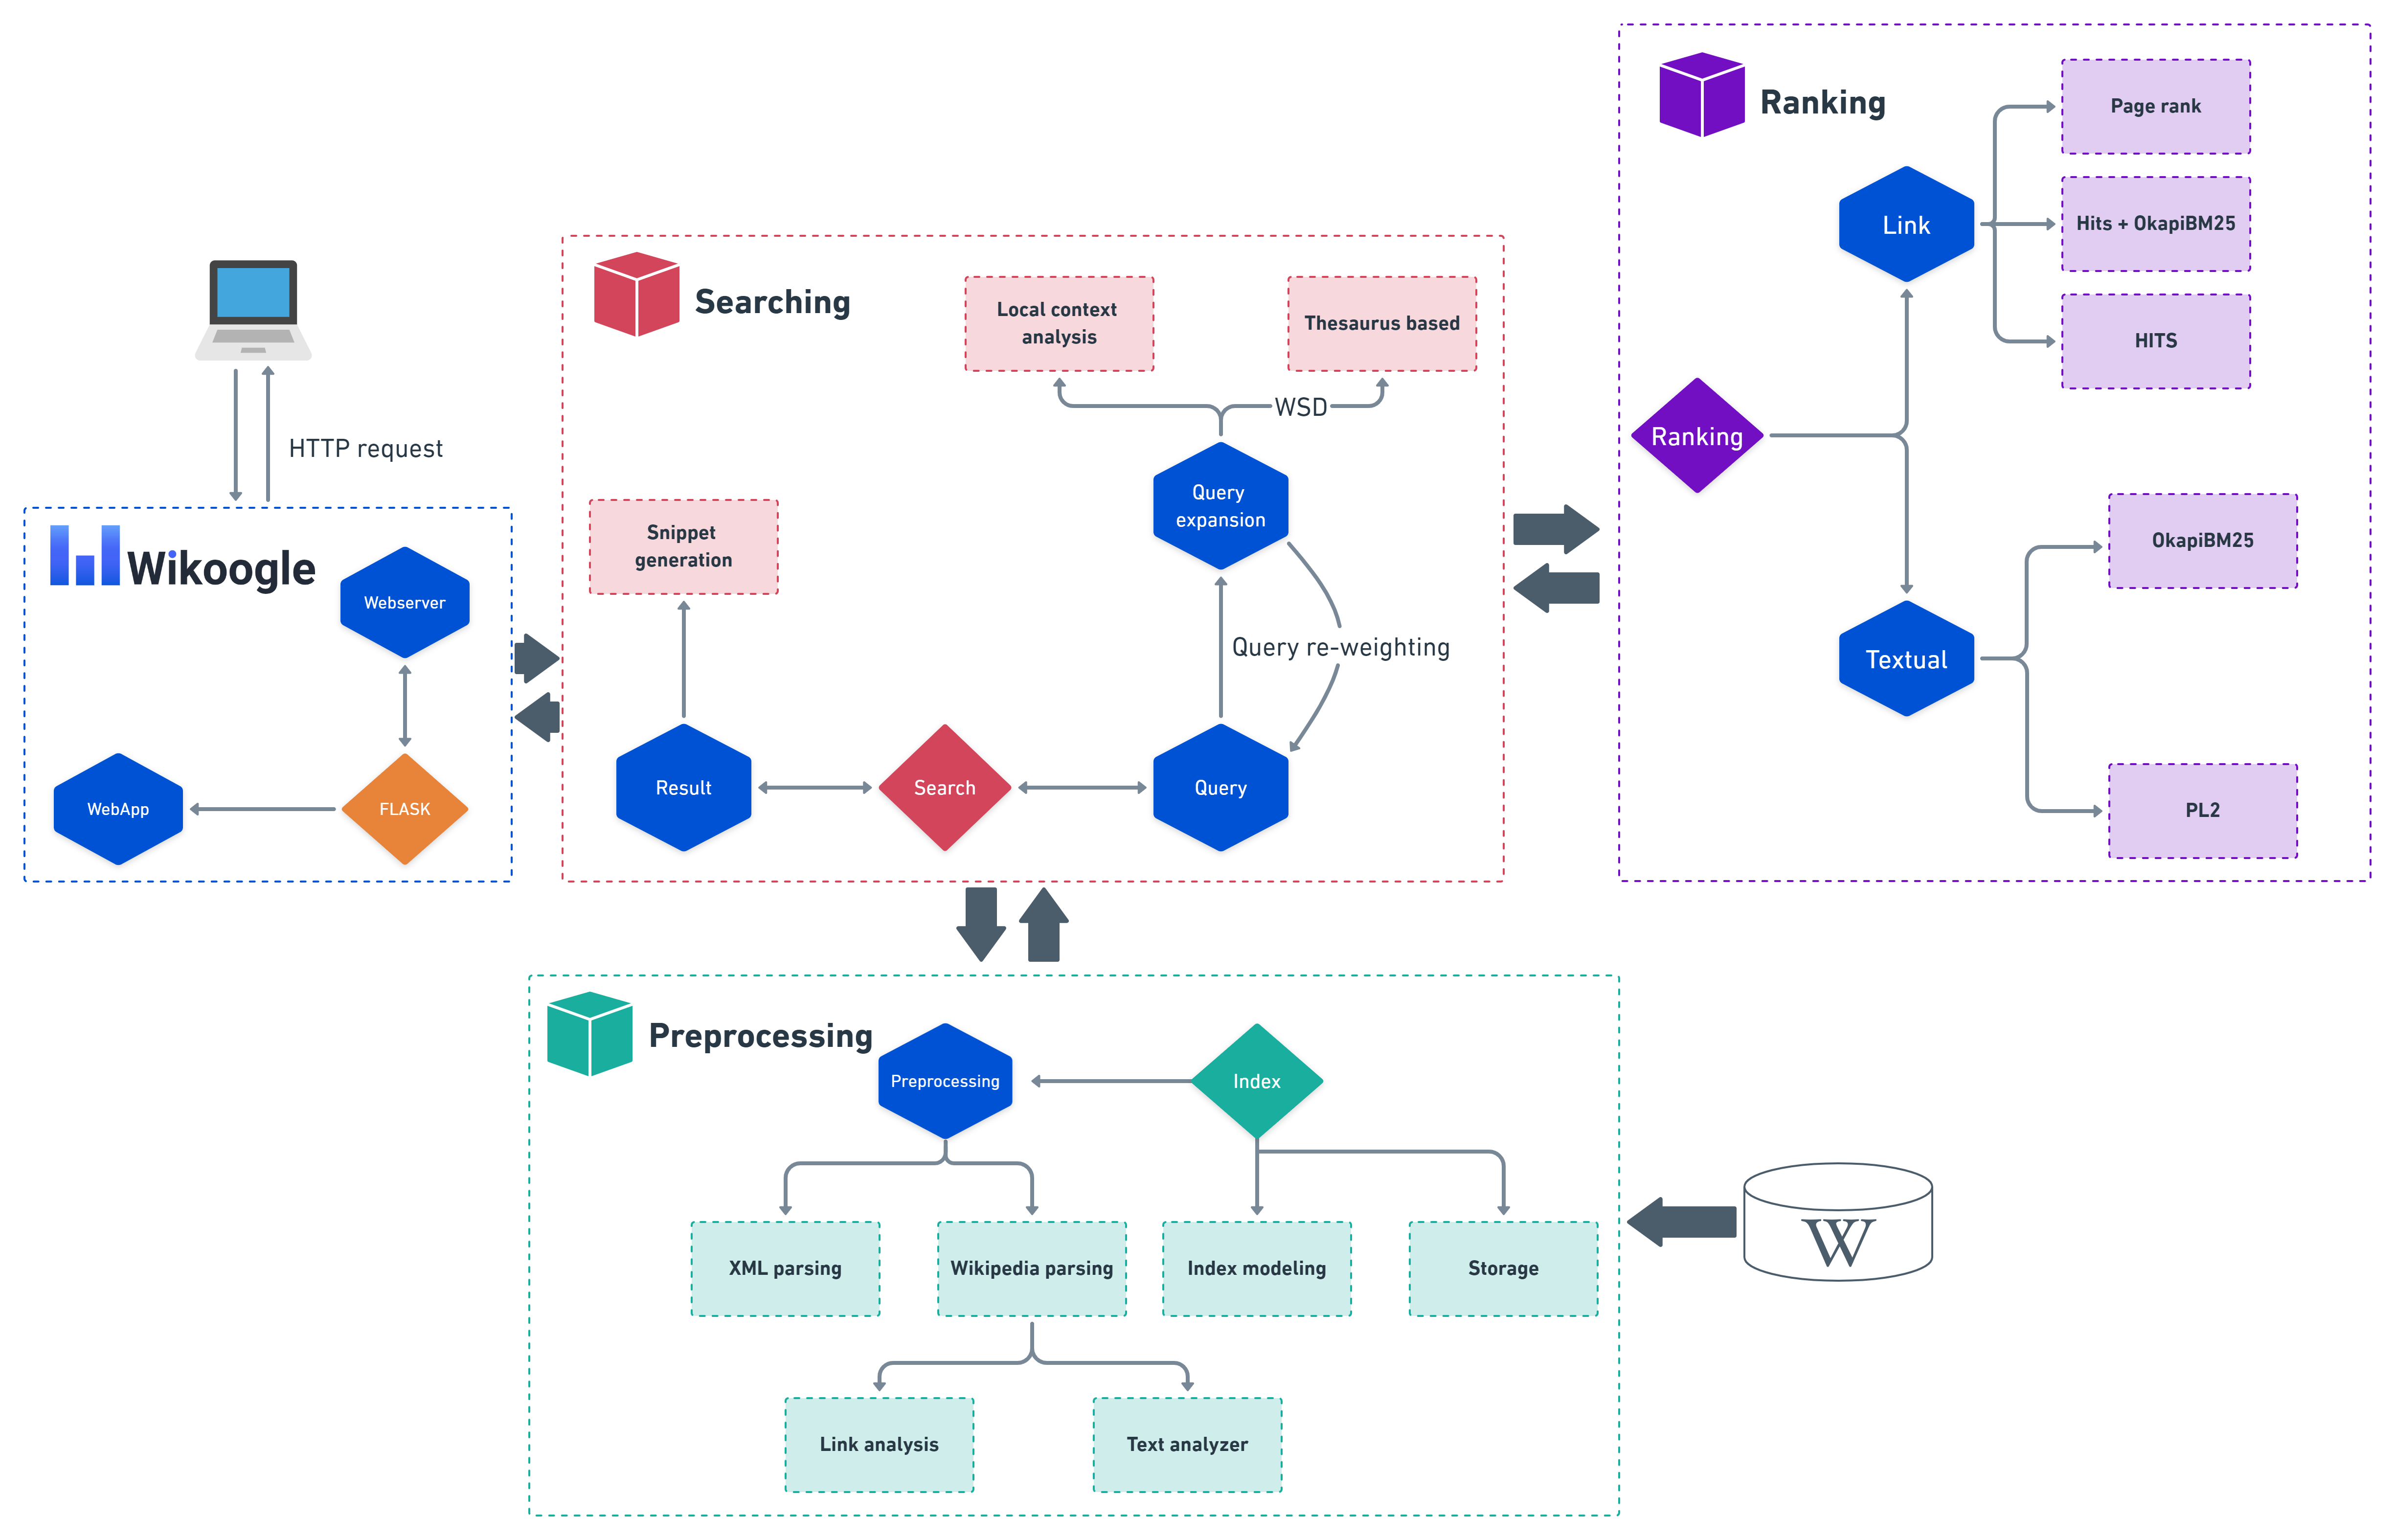 Ranking
Page rank
Hits + OkapiBM25
HITS
Link
Ranking
Textual
OkapiBM25
PL2
Searching
Local context
analysis
Thesaurus based
WSD
Query
expansion
Snippet
generation
Query re-weighting
Result
Search
Query
HTTP request
Wikoogle
Webserver
WebApp
FLASK
Preprocessing
Preprocessing
Index
XML parsing
Wikipedia parsing
Index modeling
Storage
Link analysis
Text analyzer
W